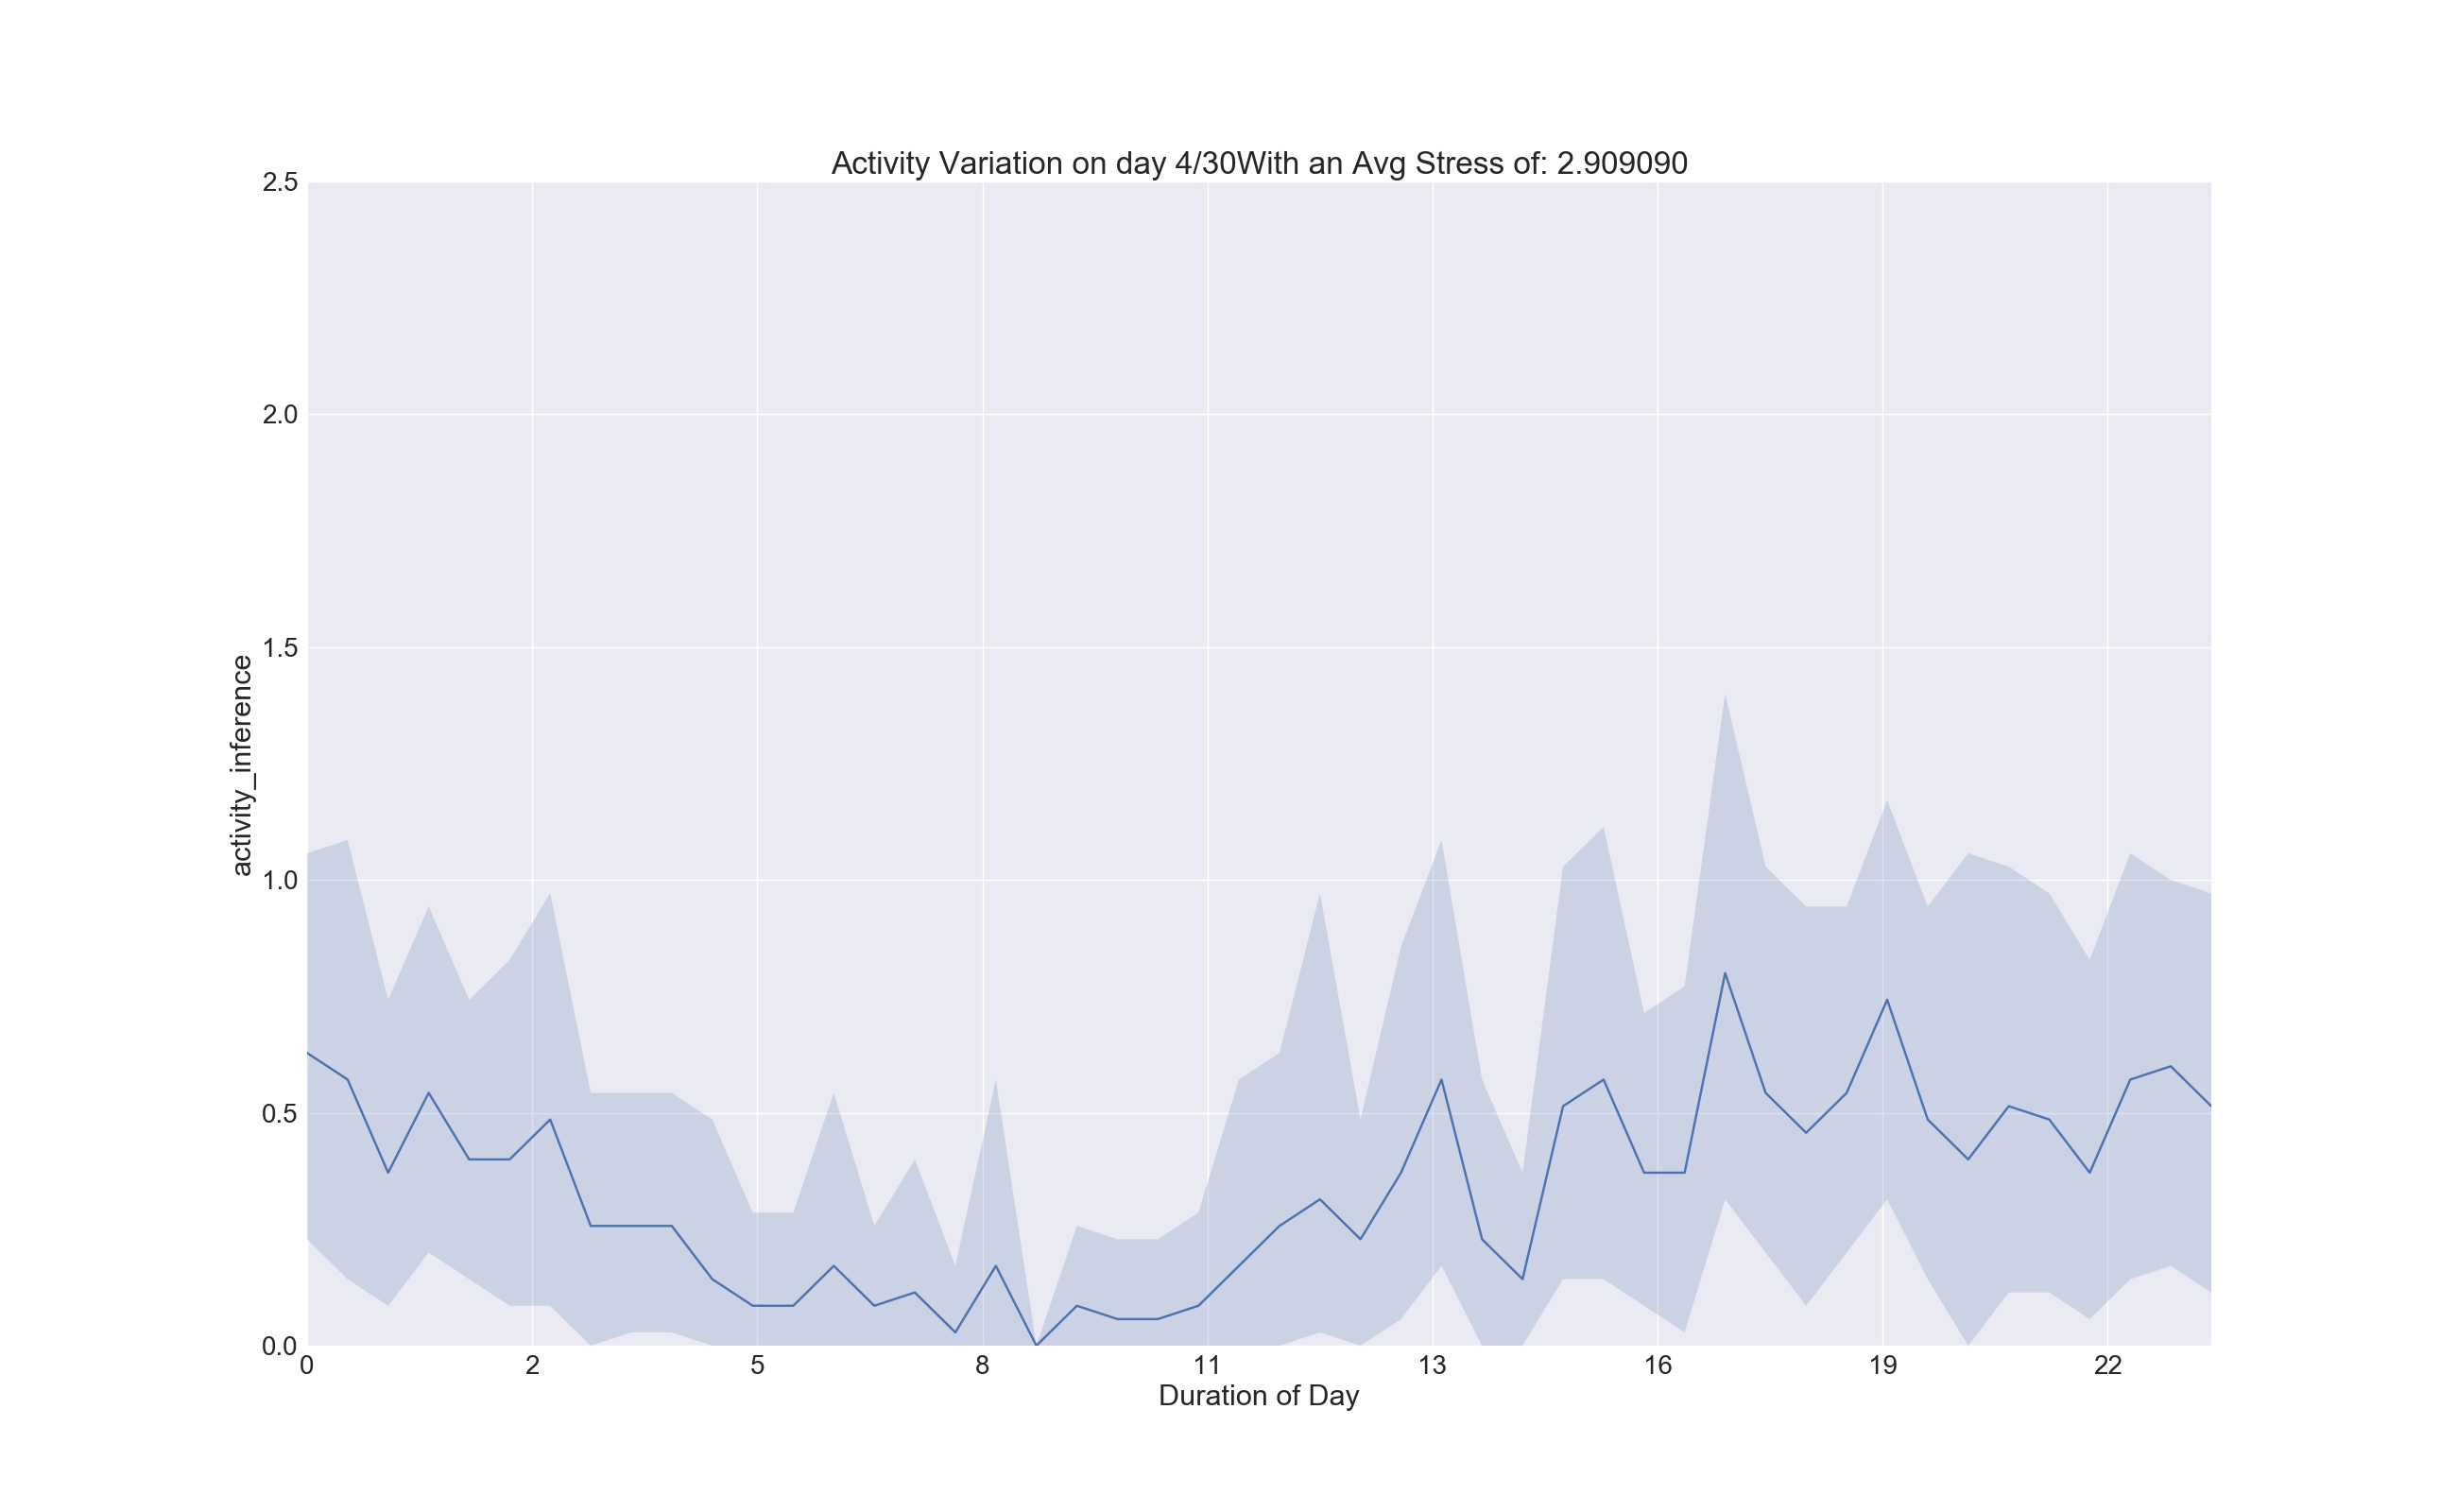 Activity Variation on day 4/30With an Avg Stress of: 2.909090
2.5
2.0
1.5
1.0
0.5
0.0
activity_inference
0 2 5 8 11 13 16 19 22
Duration of Day